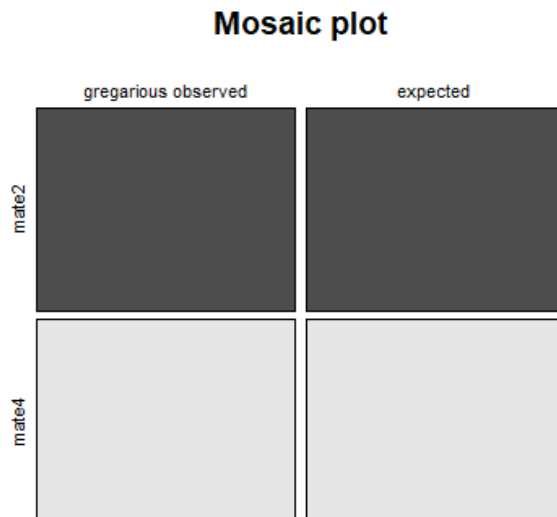 Mosaic plot
gregarious observed
expected
mate2
mate4